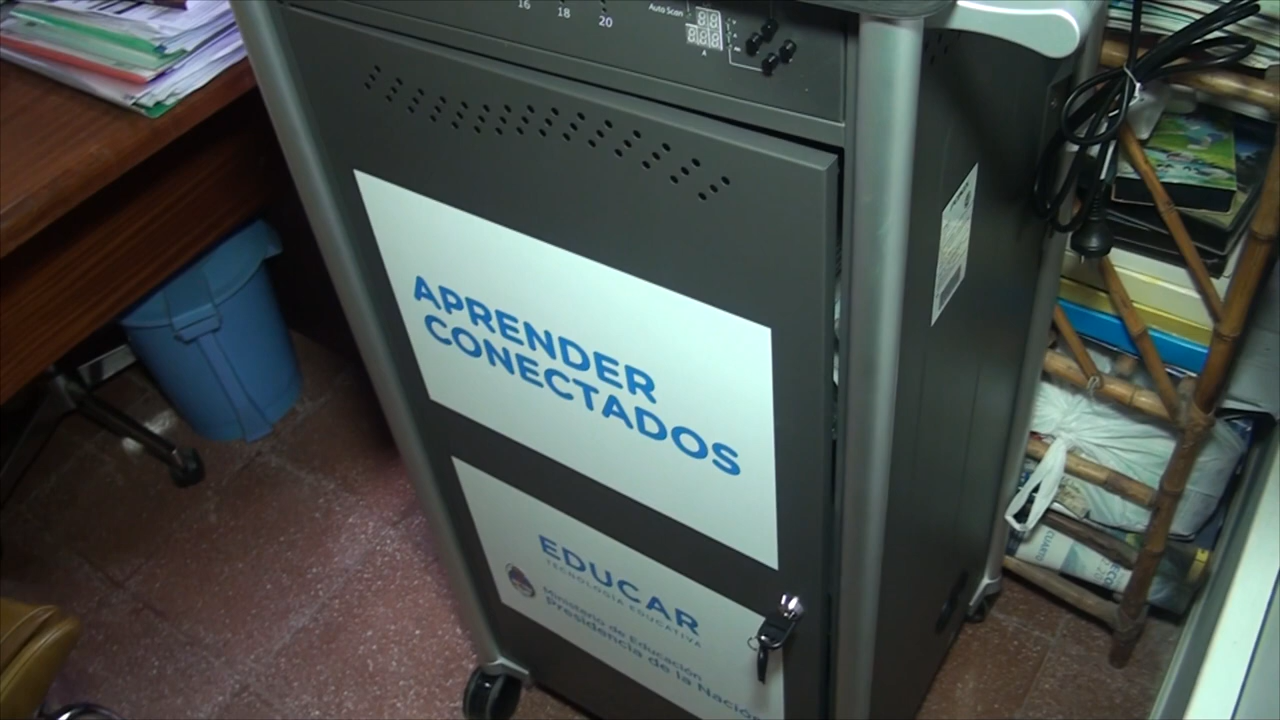 16 18 20
Auto Scan
APRENDER
CONECTADOS
EDUCAR
TECNOLOGÍA EDUCATIVA
Ministerio de Educación
Presidencia de la Nación